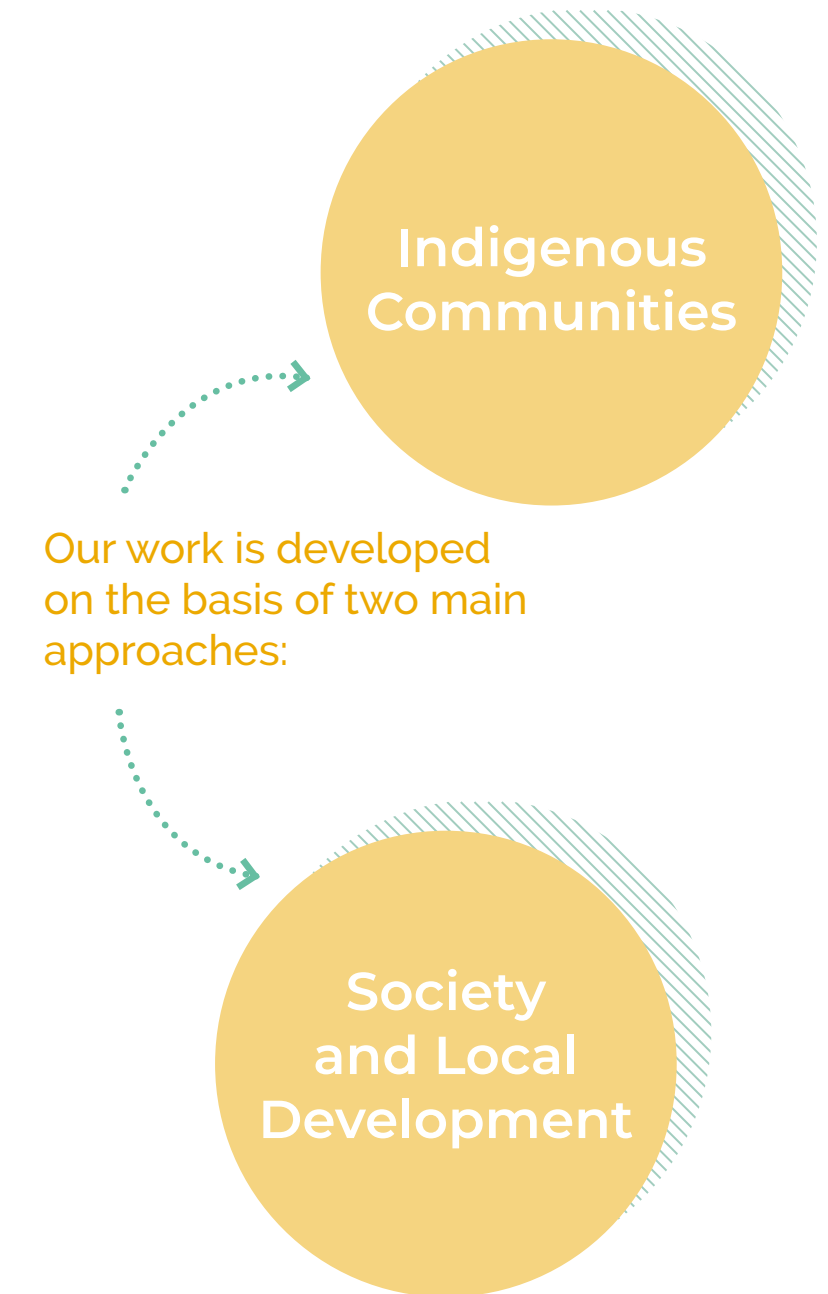 Indigenous
Communities
Our work is developed
on the basis of two main
approaches:
Society
and Local
Development